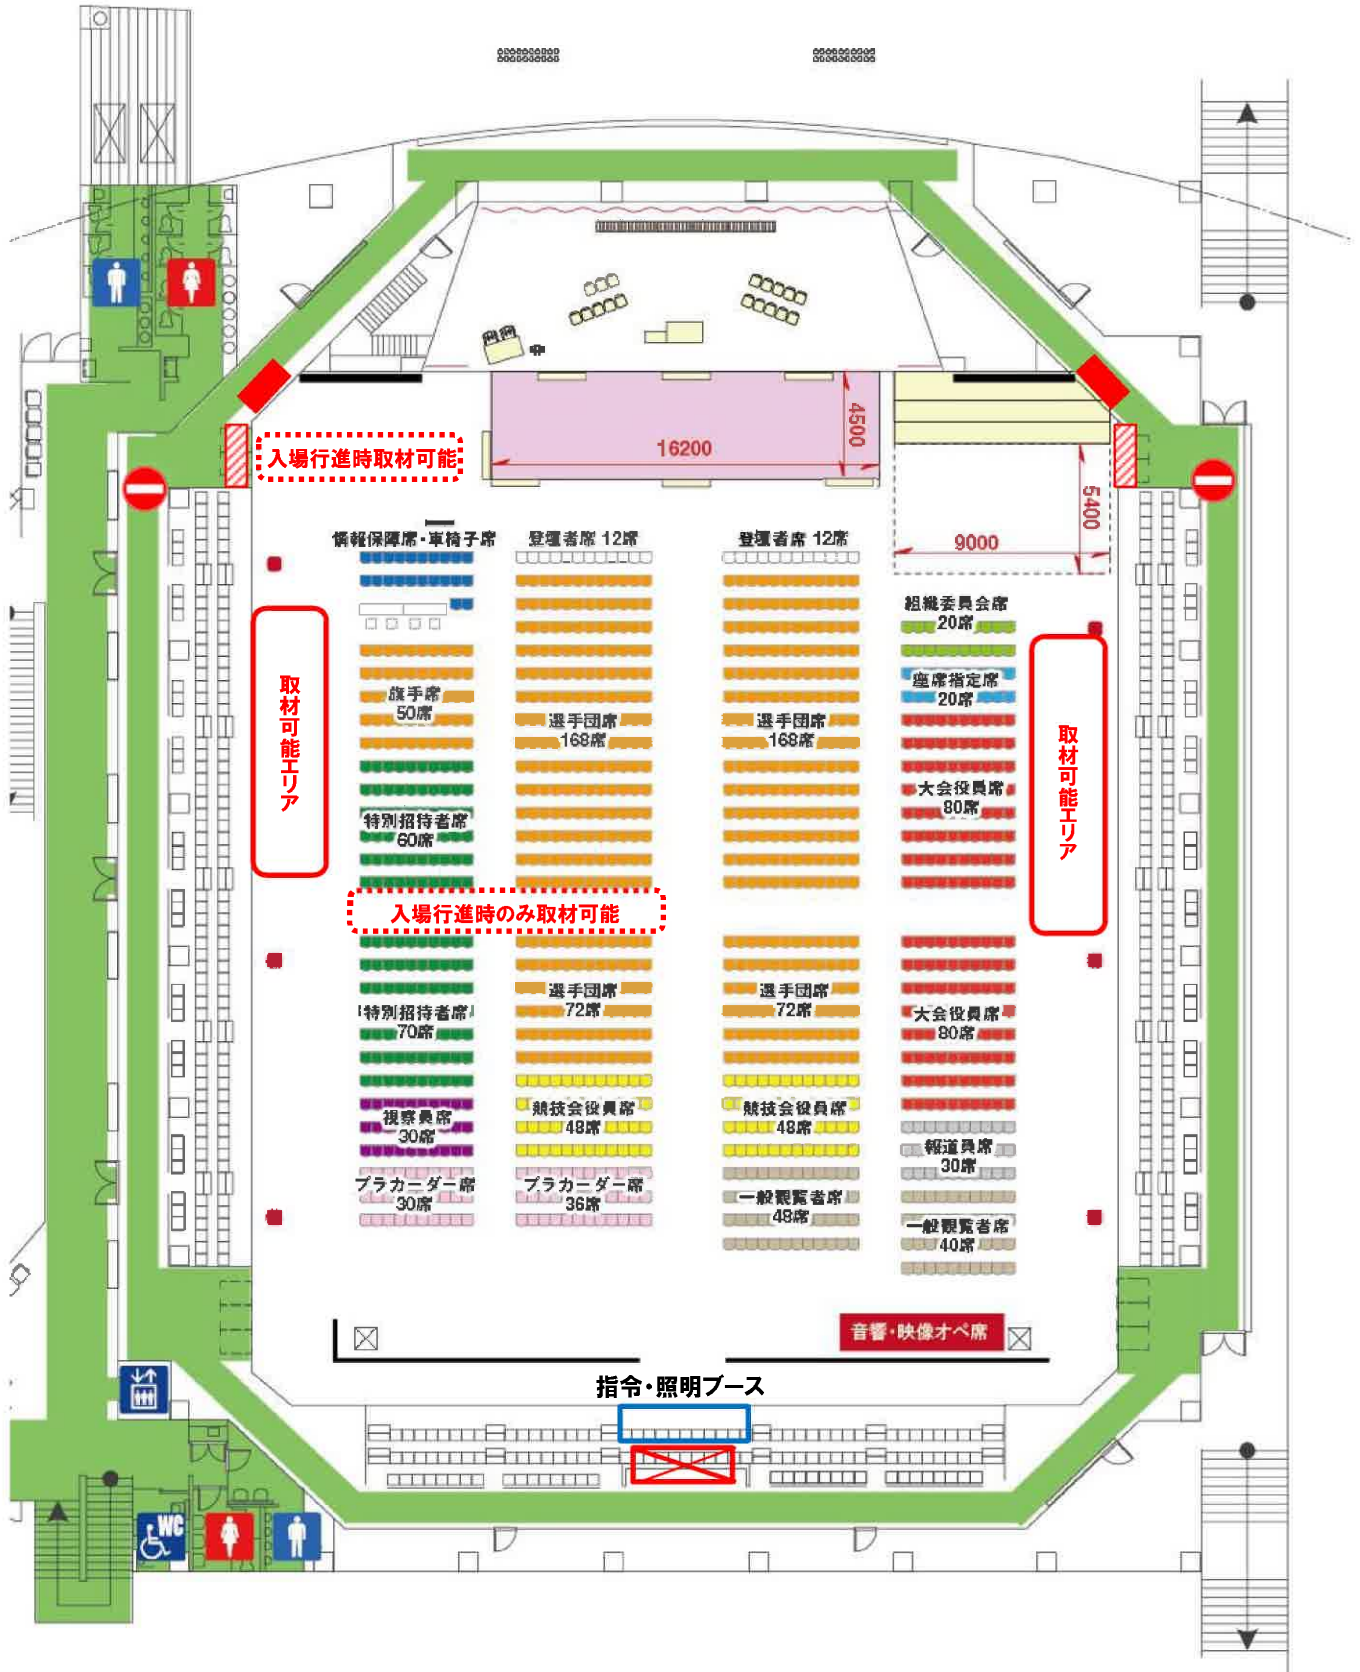 4500
16200
入場行進時取材可能
5400
9000
情報保障席・車椅子席
登壇者席 12席
登壇者席 12席
組織委員会席
20席
座席指定席
20席
旗手席
50席
選手団席
168席
選手団席
168席
取材可能エリア
取材可能エリア
大会役員席
80席
特別招待者席
60席
入場行進時のみ取材可能
選手団席
72席
選手団席
72席
特別招待者席
70席
大会役員席
80席
視察員席
30席
競技会役員席
48席
競技会役員席
48席
報道員席
30席
プラカーダー席
30席
プラカーダー席
36席
一般観覧者席
48席
一般観覧者席
40席
音響・映像オペ席
指令・照明ブース
WC